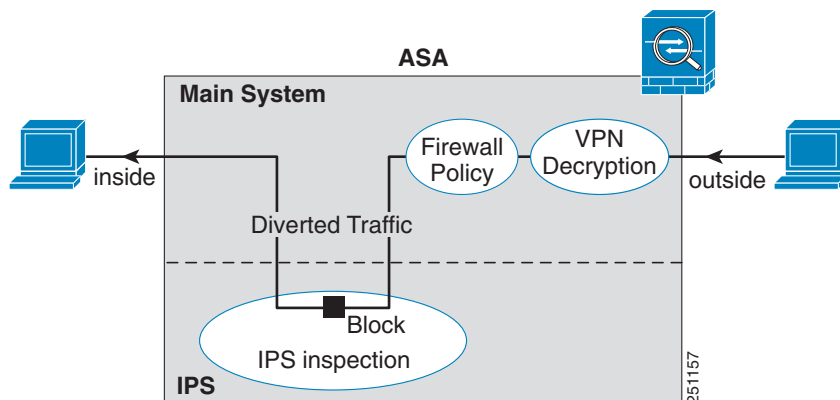 ASA
Main System
Firewall
Policy
VPN
Decryption
inside
outside
Diverted Traffic
Block
IPS inspection
IPS
251157